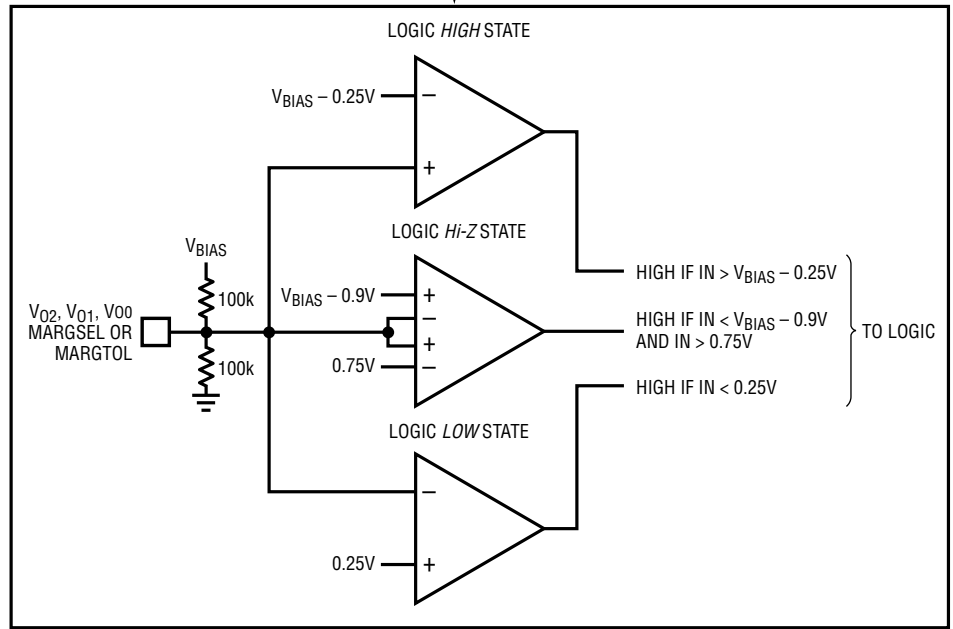 LOGIC HIGH STATE
VBIAS – 0.25V
–
+
LOGIC Hi-Z STATE
VBIAS
100k
VBIAS – 0.9V
+
–
+
–
0.75V
VO2, VO1, VOO
MARGSEL OR
MARGTOL
100k
HIGH IF IN > VBIAS – 0.25V
HIGH IF IN < VBIAS – 0.9V
AND IN > 0.75V
HIGH IF IN < 0.25V
TO LOGIC
LOGIC LOW STATE
–
0.25V
+